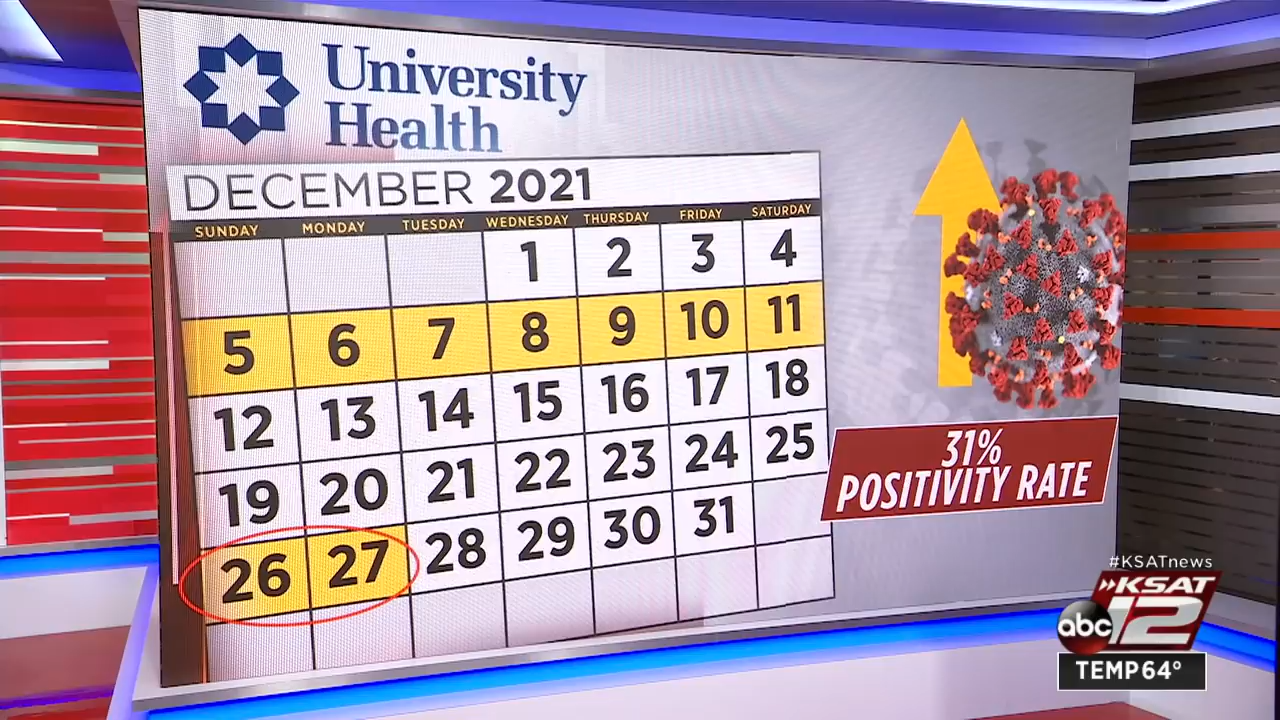 University
Health
DECEMBER 2021
SUNDAY MONDAY TUESDAY WEDNESDAY THURSDAY FRIDAY SATURDAY
1 2 3 4
5 6 7 8 9 10 11
12 13 14 15 16 17 18
19 20 21 22 23 24 25
26 27 28 29 30 31
31%
POSITIVITY RATE
#KSATnews
KSAT
abc 12
TEMP 64°